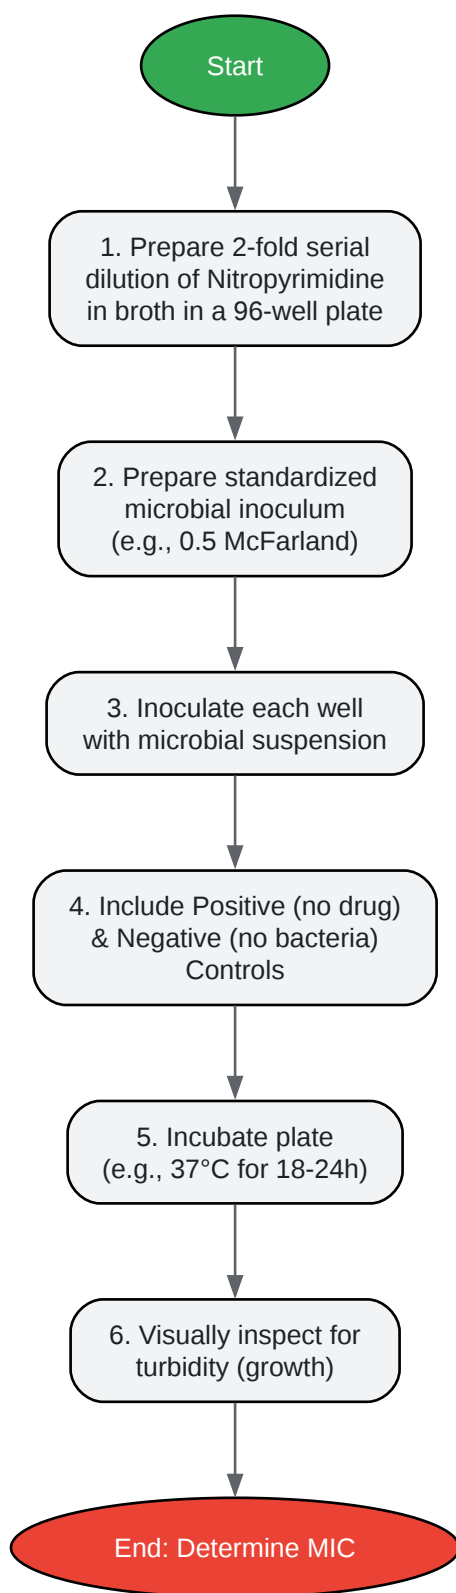 Start
1. Prepare 2-fold serial
dilution of Nitropyrimidine
in broth in a 96-well plate
2. Prepare standardized
microbial inoculum
(e.g., 0.5 McFarland)
3. Inoculate each well
with microbial suspension
4. Include Positive (no drug)
& Negative (no bacteria)
Controls
5. Incubate plate
(e.g., 37°C for 18-24h)
6. Visually inspect for
turbidity (growth)
End: Determine MIC